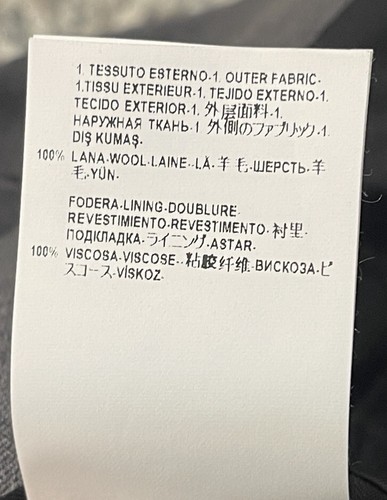 1. TESSUTO ESTERNO-1. OUTER FABRIC-
1.TISSU EXTERIEUR-1. TEJIDO EXTERNO-1.
TECIDO EXTERIOR-1. 外层面料-1.
НАРУЖНАЯ ТКАНЬ-1. 外側のファブリック-1.
DIŞ KUMAŞ-
100% LANA-WOOL-LAINE-LÃ-羊毛-ШЕРСТЬ-羊
毛-YÜN-
FODERA-LINING-DOUBLURE-
REVESTIMIENTO-REVESTIMENTO-衬里-
ПОДКЛАДКА-ライニング-ASTAR-
100% VISCOSA-VISCOSE-粘胶纤维-ВИСКОЗА-ビ
スコース-VİSKOZ-